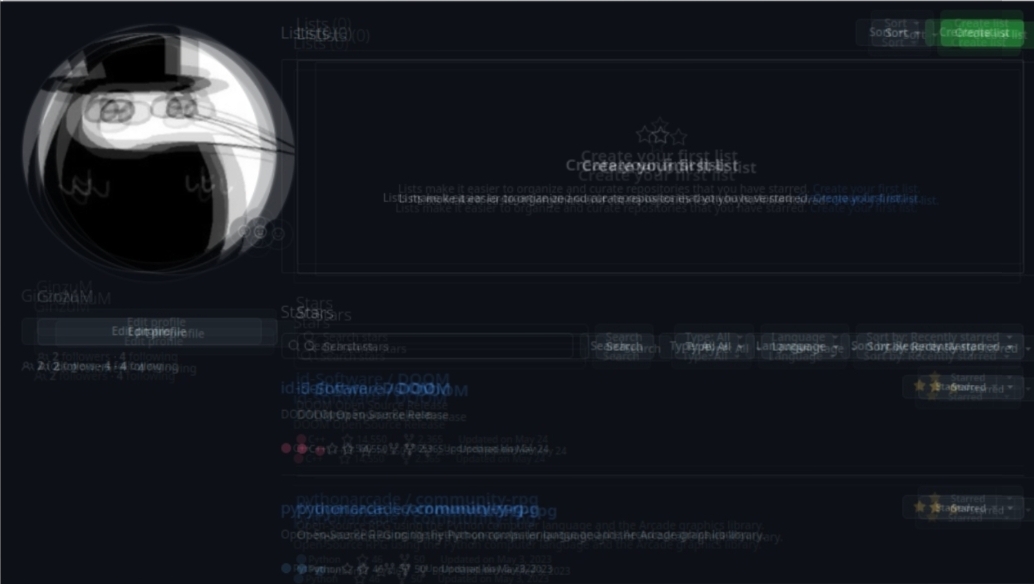 Lists (0)
Sort
Create list
Create your first list
Lists make it easier to organize and curate repositories that you have starred. Create your first list.
GinzuM
Edit profile
2 followers · 4 following
Stars
Search stars
Search
Type: All
Language
Sort by: Recently starred
id-Software / DOOM
Starred
DOOM Open Source Release
C++
2,365
Updated on May 24
pythonarcade / community-rpg
Starred
Open-Source RPG using the Python computer language and the Arcade graphics library.
Python
Updated on May 3, 2023